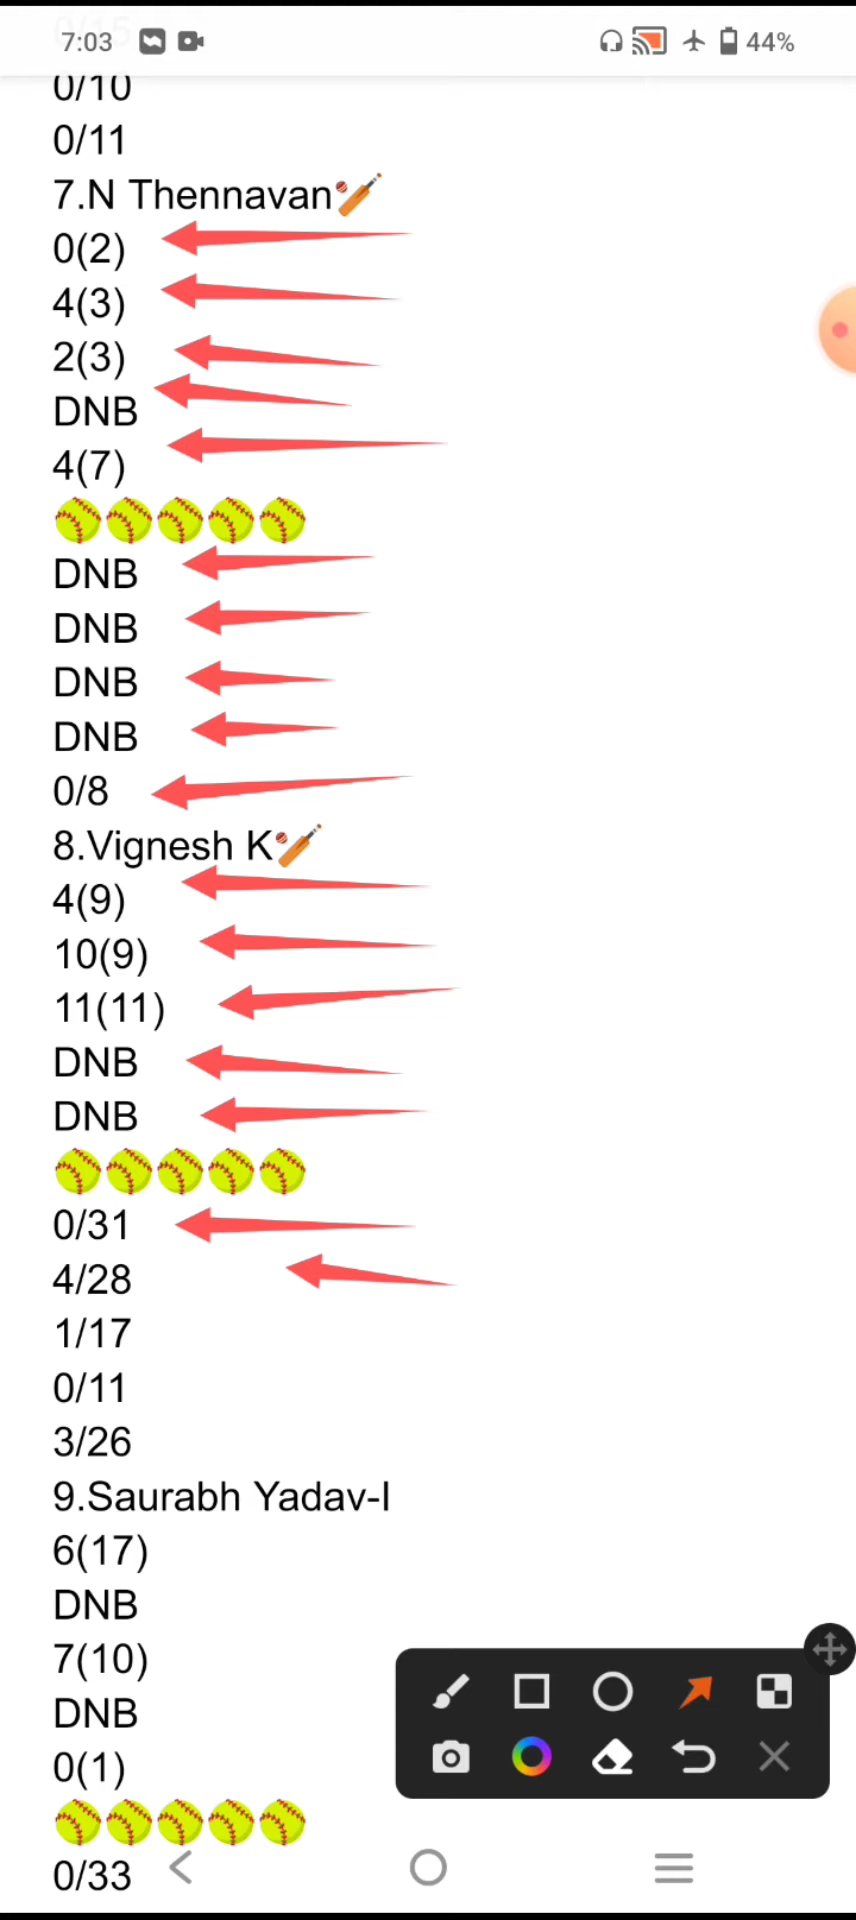 7:03
44%
0/10
0/11
7.N Thennavan
0(2)
4(3)
2(3)
DNB
4(7)
DNB
DNB
DNB
DNB
0/8
8.Vignesh K
4(9)
10(9)
11(11)
DNB
DNB
0/31
4/28
1/17
0/11
3/26
9.Saurabh Yadav-I
6(17)
DNB
7(10)
DNB
0(1)
0/33